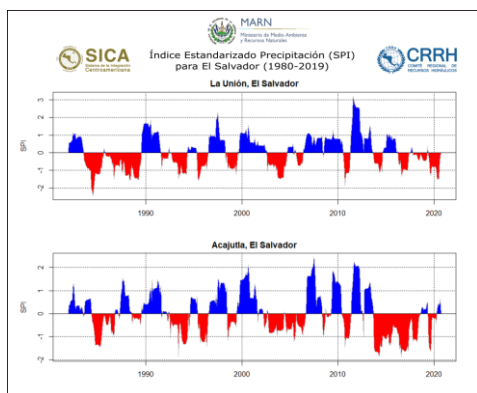 MARN
Ministerio de Medio Ambiente
y Recursos Naturales
SICA
Sistema de la Integración
Centroamericana
Índice Estandarizado Precipitación (SPI)
para El Salvador (1980-2019)
CRRH
COMITÉ REGIONAL DE
RECURSOS HIDRÁULICOS
La Unión, El Salvador
SPI
3
2
1
0
-1
-2
1990
2000
2010
2020
Acajutla, El Salvador
SPI
2
1
0
-1
-2
1990
2000
2010
2020